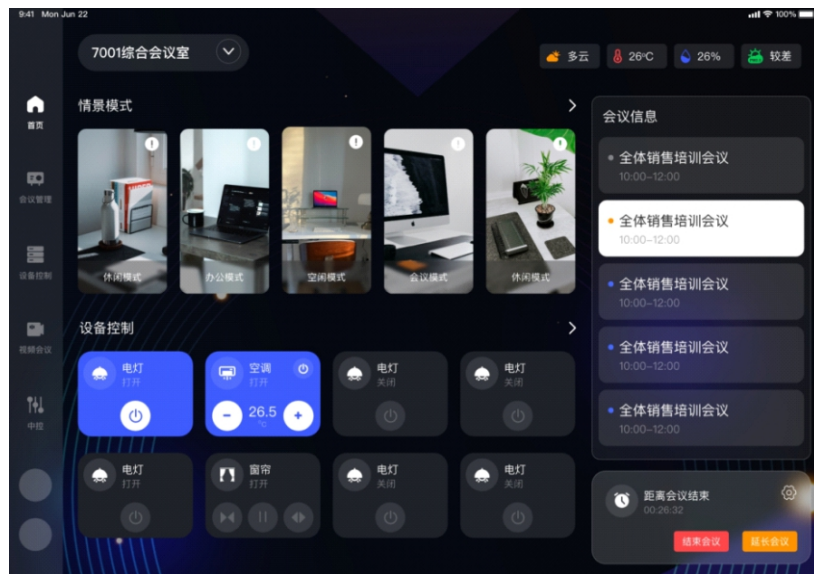 9:41 Mon Jun 22
100%
7001综合会议室
多云
26°C
26%
较差
首页
会议管理
设备控制
视频会议
中控
情景模式
休闲模式
办公模式
空闲模式
会议模式
休闲模式
设备控制
电灯
打开
空调
打开
26.5
°C
电灯
关闭
电灯
关闭
电灯
打开
窗帘
打开
电灯
关闭
电灯
关闭
会议信息
全体销售培训会议
10:00-12:00
全体销售培训会议
10:00-12:00
全体销售培训会议
10:00-12:00
全体销售培训会议
10:00-12:00
全体销售培训会议
10:00-12:00
距离会议结束
00:26:32
结束会议
延长会议